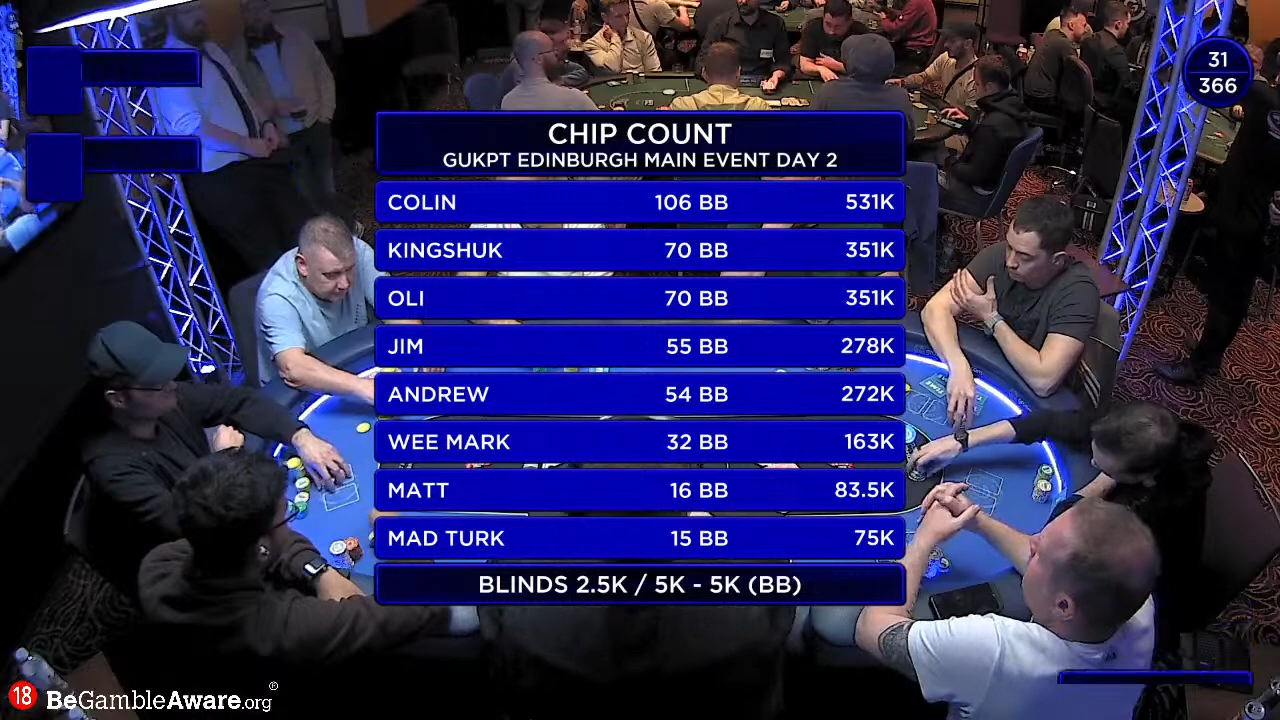 31
366
CHIP COUNT
GUKPT EDINBURGH MAIN EVENT DAY 2
COLIN 106 BB 531K
KINGSHUK 70 BB 351K
OLI 70 BB 351K
JIM 55 BB 278K
ANDREW 54 BB 272K
WEE MARK 32 BB 163K
MATT 16 BB 83.5K
MAD TURK 15 BB 75K
BLINDS 2.5K / 5K - 5K (BB)
18 BeGambleAware.org®